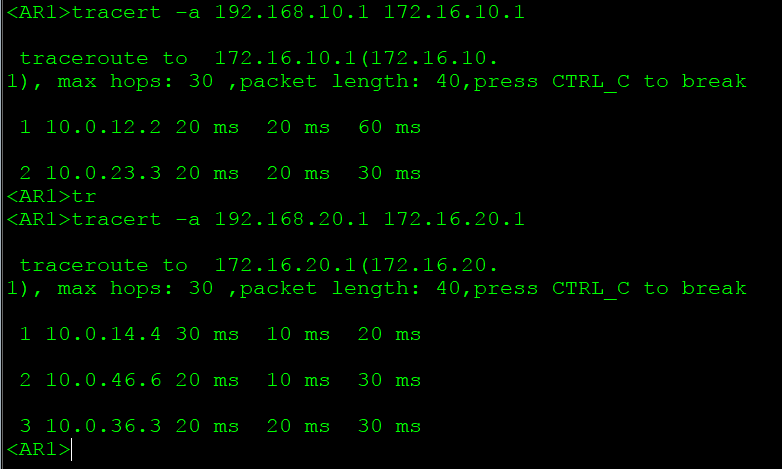 <AR1>tracert -a 192.168.10.1 172.16.10.1
traceroute to  172.16.10.1(172.16.10.
1), max hops: 30 ,packet length: 40,press CTRL_C to break
1 10.0.12.2 20 ms  20 ms  60 ms
2 10.0.23.3 20 ms  20 ms  30 ms
<AR1>tr
<AR1>tracert -a 192.168.20.1 172.16.20.1
traceroute to  172.16.20.1(172.16.20.
1), max hops: 30 ,packet length: 40,press CTRL_C to break
1 10.0.14.4 30 ms  10 ms  20 ms
2 10.0.46.6 20 ms  10 ms  30 ms
3 10.0.36.3 20 ms  20 ms  30 ms
<AR1>